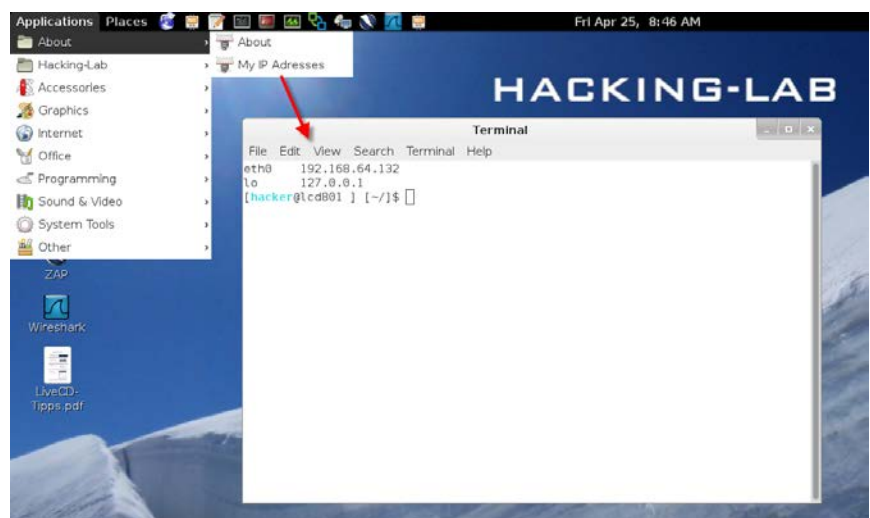 Applications Places
Fri Apr 25, 8:46 AM
About
Hacking-Lab
Accessories
Graphics
Internet
Office
Programming
Sound & Video
System Tools
Other
About
My IP Adresses
HACKING-LAB
Terminal
File Edit View Search Terminal Help
eth0 192.168.64.132
lo 127.0.0.1
[hacker@lcd801 ] [~/]$
ZAP
Wireshark
LiveCD-
Tipps.pdf